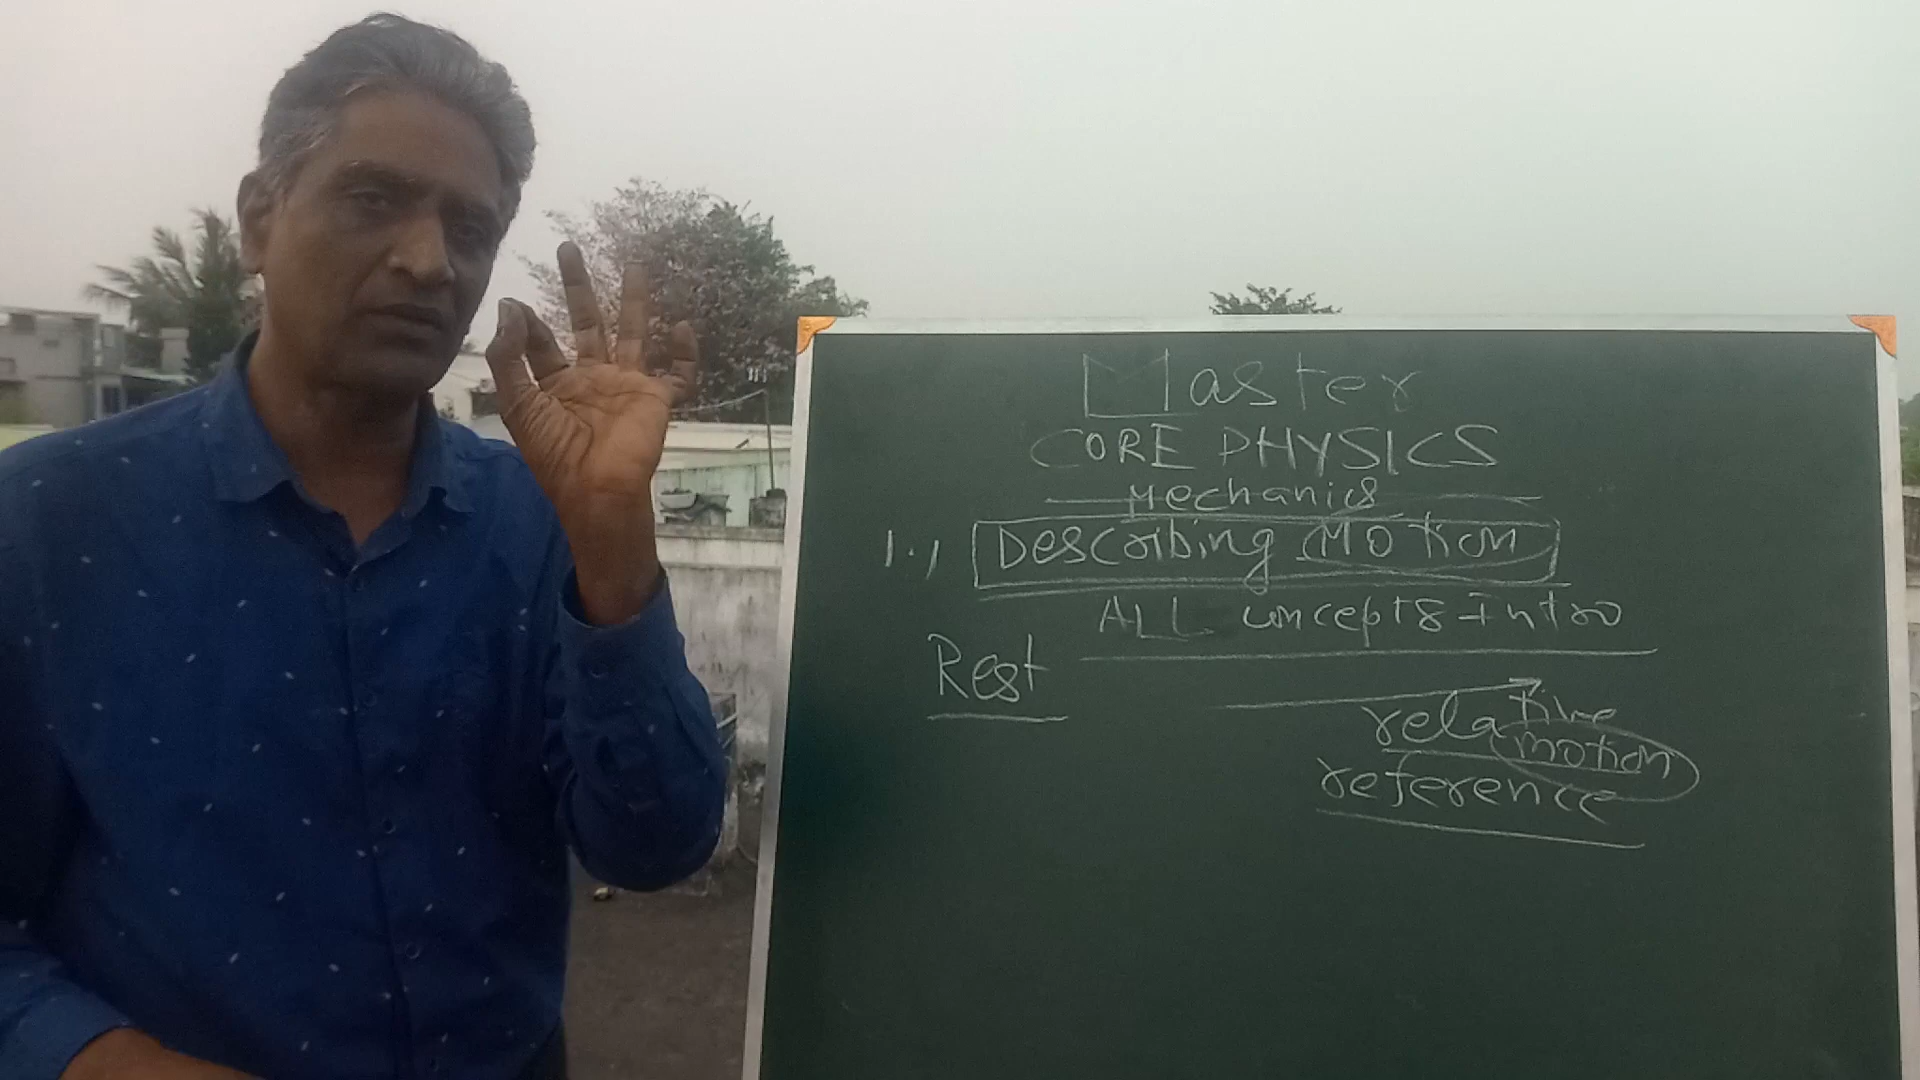 Master
CORE PHYSICS
Mechanics
1.1 Describing Motion
ALL concepts Intro
Rest
relative
motion
reference